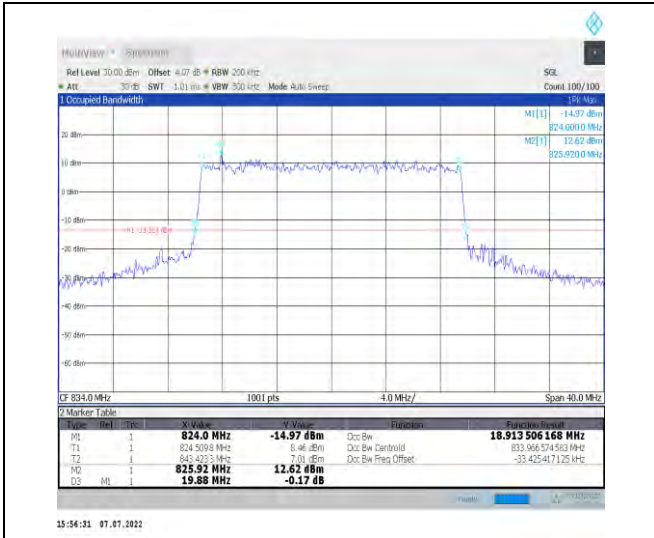 MultiView Spectrum
Ref Level 30.00 dBm Offset 4.07 dB RBW 200 kHz SGL
Att 30 dB SWT 1.01 ms VBW 500 kHz Mode Auto Sweep Count 100/100
1 Occupied Bandwidth 1Pk Max
M1[1] -14.97 dBm
824.0000 MHz
M2[1] 12.62 dBm
825.9200 MHz
20 dBm
10 dBm
0 dBm
-10 dBm
-20 dBm
-30 dBm
-40 dBm
-50 dBm
-60 dBm
CF 834.0 MHz 1001 pts 4.0 MHz/ Span 40.0 MHz
2 Marker Table
Type Ref Trc X-Value Y-Value Function Function Result
M1 1 824.0 MHz -14.97 dBm Occ Bw 18.913 506 168 MHz
T1 1 824.5098 MHz 8.46 dBm Occ Bw Centroid 833.966 574 583 MHz
T2 1 843.4233 MHz 7.01 dBm Occ Bw Freq Offset -33.425 417 125 kHz
M2 1 825.92 MHz 12.62 dBm
D3 M1 1 19.88 MHz -0.17 dB
15:56:31 07.07.2022